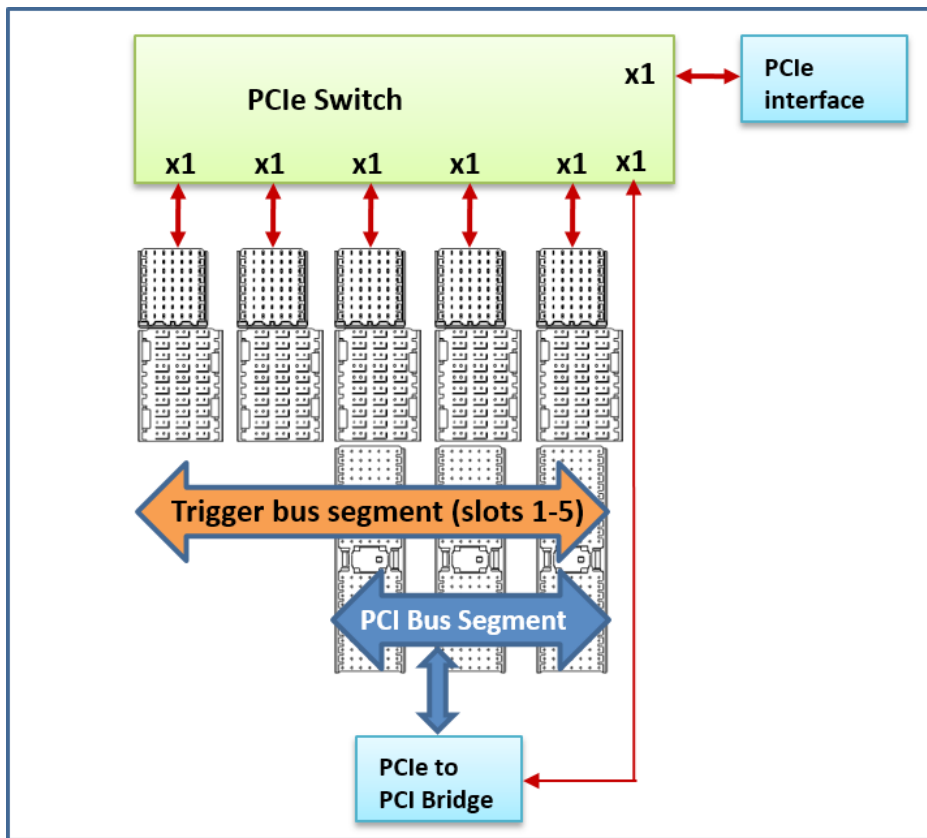 PCIe Switch
x1
PCIe
interface
x1
x1
x1
x1
x1
x1
Trigger bus segment (slots 1-5)
PCI Bus Segment
PCIe to
PCI Bridge